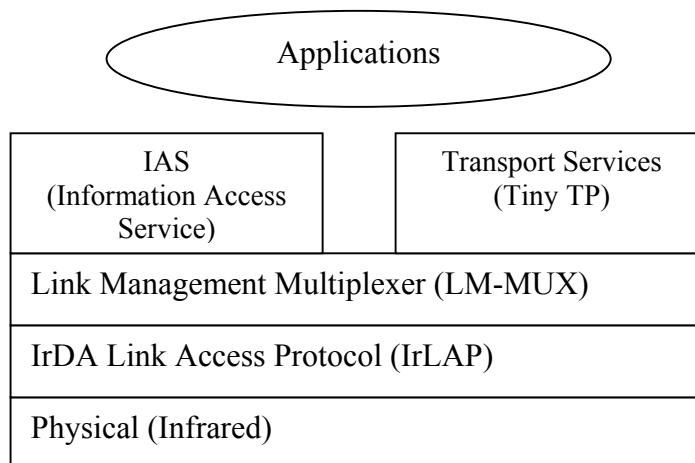 Applications
IAS
(Information Access
Service)
Transport Services
(Tiny TP)
Link Management Multiplexer (LM-MUX)
IrDA Link Access Protocol (IrLAP)
Physical (Infrared)